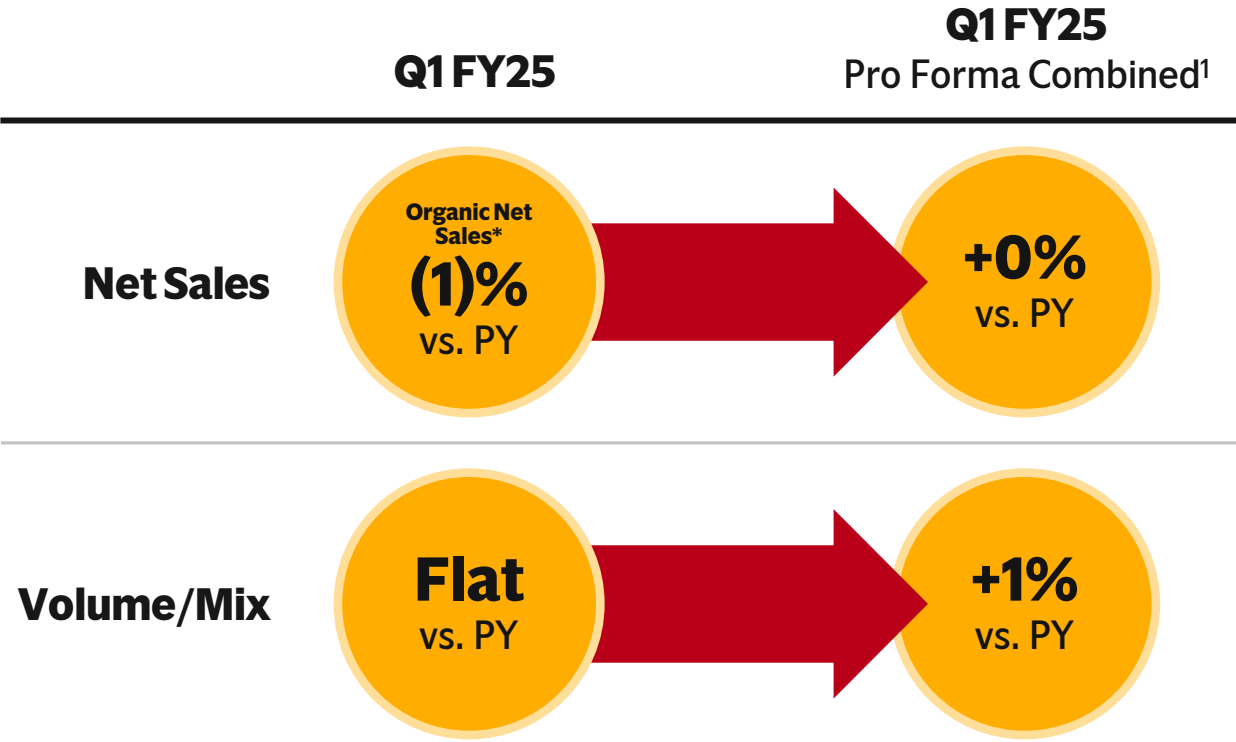 Q1 FY25
Q1 FY25
Pro Forma Combined¹
Net Sales
Organic Net
Sales*
(1)%
vs. PY
+0%
vs. PY
Volume/Mix
Flat
vs. PY
+1%
vs. PY